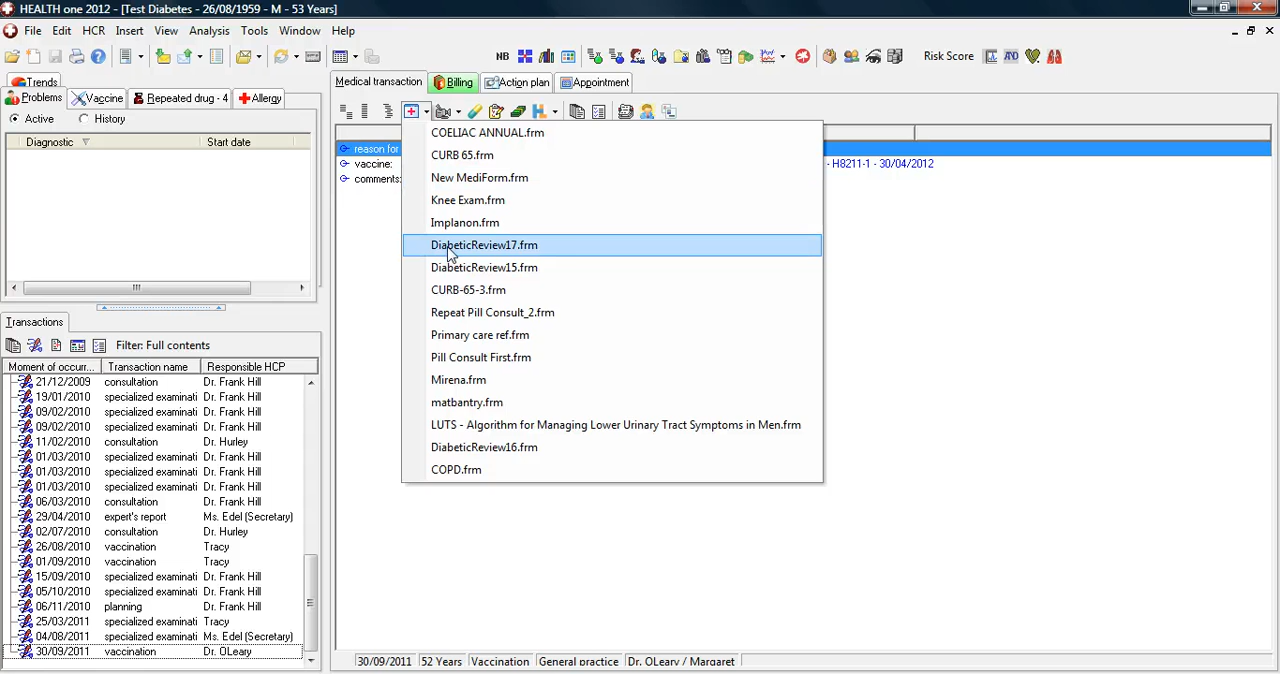 HEALTH one 2012 - [Test Diabetes - 26/08/1959 - M - 53 Years]
File Edit HCR Insert View Analysis Tools Window Help
NB Risk Score
Trends
Problems Vaccine Repeated drug - 4 Allergy
Active History
Diagnostic Start date
Medical transaction Billing Action plan Appointment
reason for
vaccine: - H8211-1 - 30/04/2012
comments:
COELIAC ANNUAL.frm
CURB 65.frm
New MediForm.frm
Knee Exam.frm
Implanon.frm
DiabeticReview17.frm
DiabeticReview15.frm
CURB-65-3.frm
Repeat Pill Consult_2.frm
Primary care ref.frm
Pill Consult First.frm
Mirena.frm
matbantry.frm
LUTS - Algorithm for Managing Lower Urinary Tract Symptoms in Men.frm
DiabeticReview16.frm
COPD.frm
Transactions
Filter: Full contents
Moment of occur... Transaction name Responsible HCP
21/12/2009 consultation Dr. Frank Hill
19/01/2010 specialized examinati Dr. Frank Hill
09/02/2010 specialized examinati Dr. Frank Hill
09/02/2010 specialized examinati Dr. Frank Hill
11/02/2010 consultation Dr. Hurley
01/03/2010 specialized examinati Dr. Frank Hill
01/03/2010 specialized examinati Dr. Frank Hill
01/03/2010 specialized examinati Dr. Frank Hill
06/03/2010 consultation Dr. Frank Hill
29/04/2010 expert's report Ms. Edel (Secretary)
02/07/2010 consultation Dr. Hurley
26/08/2010 vaccination Tracy
01/09/2010 vaccination Tracy
15/09/2010 specialized examinati Dr. Frank Hill
05/10/2010 specialized examinati Dr. Frank Hill
06/11/2010 planning Dr. Frank Hill
25/03/2011 specialized examinati Tracy
04/08/2011 specialized examinati Ms. Edel (Secretary)
30/09/2011 vaccination Dr. OLeary
30/09/2011 52 Years Vaccination General practice Dr. OLeary / Margaret